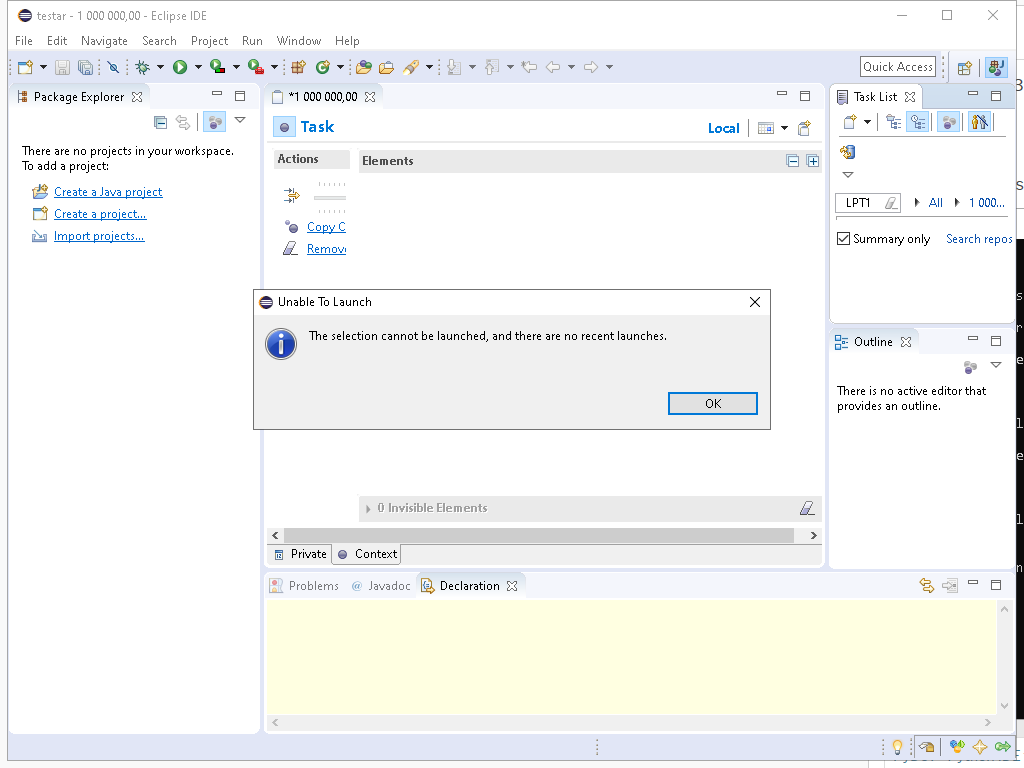 testar - 1 000 000,00 - Eclipse IDE
File Edit Navigate Search Project Run Window Help
Quick Access
Package Explorer
There are no projects in your workspace.
To add a project:
Create a Java project
Create a project...
Import projects...
*1 000 000,00
Task
Local
Actions
Elements
Copy C
Remov
Unable To Launch
The selection cannot be launched, and there are no recent launches.
OK
0 Invisible Elements
Private Context
Problems @ Javadoc Declaration
Task List
LPT1 All 1 000...
Summary only Search repos
Outline
There is no active editor that
provides an outline.